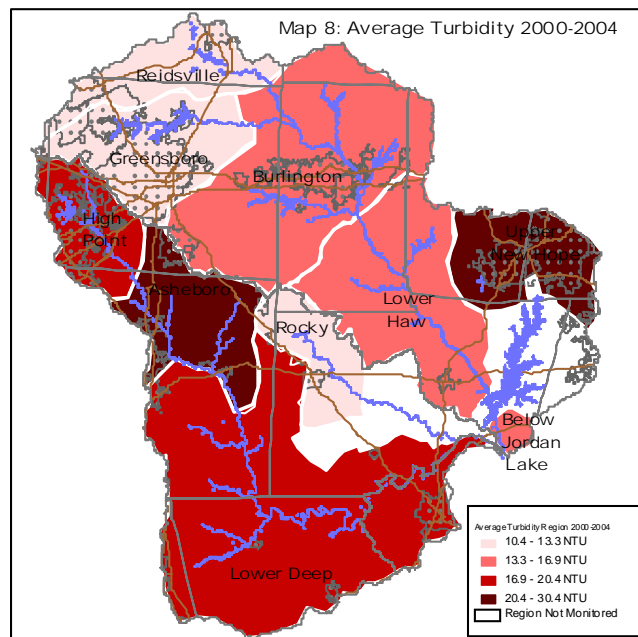 Map 8: Average Turbidity 2000-2004
Reidsville
Greensboro
Burlington
High
Point
Upper
New Hope
Asheboro
Lower
Haw
Rocky
Below
Jordan
Lake
Lower Deep
Average Turbidity Region 2000-2004
10.4 - 13.3 NTU
13.3 - 16.9 NTU
16.9 - 20.4 NTU
20.4 - 30.4 NTU
Region Not Monitored